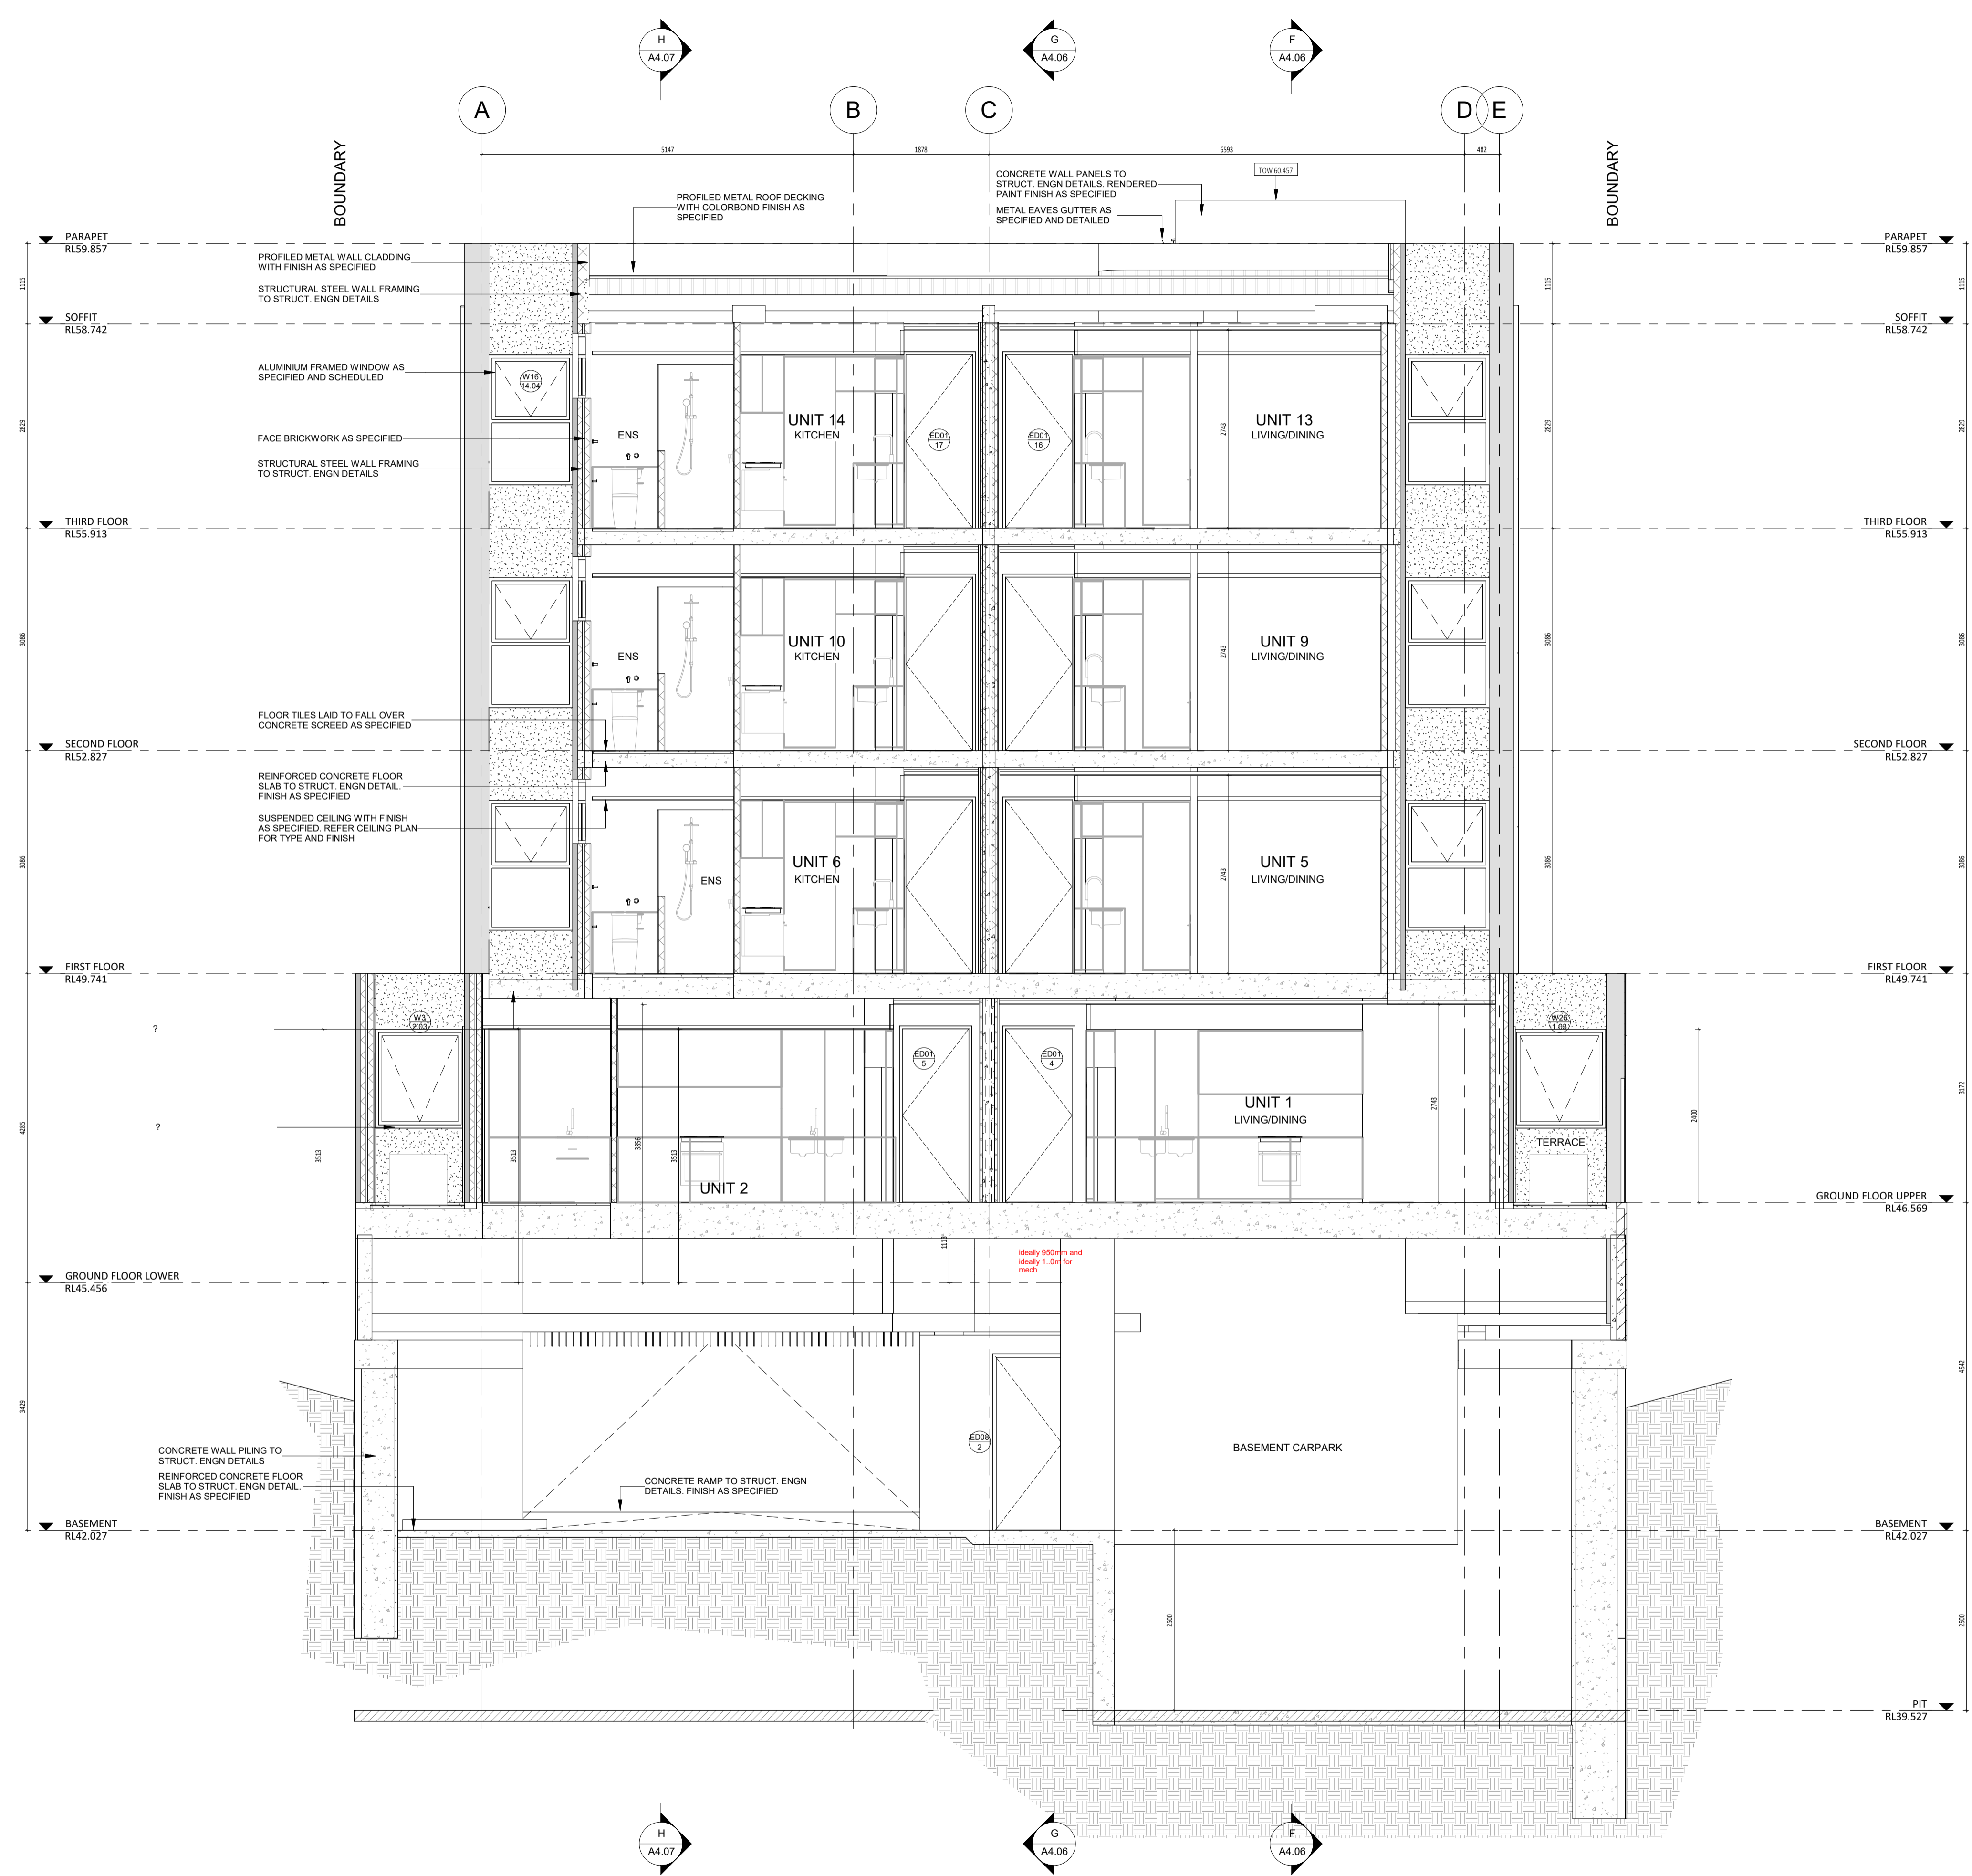 H
A4.07
G
A4.06
F
A4.06
A
B
C
D
E
BOUNDARY
BOUNDARY
5147
1878
6593
482
TOW 60.457
CONCRETE WALL PANELS TO
STRUCT. ENGN DETAILS. RENDERED
PAINT FINISH AS SPECIFIED
METAL EAVES GUTTER AS
SPECIFIED AND DETAILED
PROFILED METAL ROOF DECKING
WITH COLORBOND FINISH AS
SPECIFIED
PARAPET
RL59.857
PARAPET
RL59.857
PROFILED METAL WALL CLADDING
WITH FINISH AS SPECIFIED
STRUCTURAL STEEL WALL FRAMING
TO STRUCT. ENGN DETAILS
1115
1115
1115
SOFFIT
RL58.742
SOFFIT
RL58.742
ALUMINIUM FRAMED WINDOW AS
SPECIFIED AND SCHEDULED
W16
14.04
FACE BRICKWORK AS SPECIFIED
STRUCTURAL STEEL WALL FRAMING
TO STRUCT. ENGN DETAILS
ENS
UNIT 14
KITCHEN
ED01
17
ED01
16
2743
UNIT 13
LIVING/DINING
2829
2829
2829
THIRD FLOOR
RL55.913
THIRD FLOOR
RL55.913
ENS
UNIT 10
KITCHEN
2743
UNIT 9
LIVING/DINING
3086
3086
3086
FLOOR TILES LAID TO FALL OVER
CONCRETE SCREED AS SPECIFIED
SECOND FLOOR
RL52.827
SECOND FLOOR
RL52.827
REINFORCED CONCRETE FLOOR
SLAB TO STRUCT. ENGN DETAIL.
FINISH AS SPECIFIED
SUSPENDED CEILING WITH FINISH
AS SPECIFIED. REFER CEILING PLAN
FOR TYPE AND FINISH
ENS
UNIT 6
KITCHEN
2743
UNIT 5
LIVING/DINING
3086
3086
3086
FIRST FLOOR
RL49.741
FIRST FLOOR
RL49.741
W3
2.03
W26
1.08
?
?
ED01
5
ED01
4
UNIT 1
LIVING/DINING
2743
TERRACE
2400
3172
4285
3513
3513
3856
3513
UNIT 2
GROUND FLOOR UPPER
RL46.569
1113
ideally 950mm and
ideally 1..0m for
mech
GROUND FLOOR LOWER
RL45.456
3429
4542
CONCRETE WALL PILING TO
STRUCT. ENGN DETAILS
REINFORCED CONCRETE FLOOR
SLAB TO STRUCT. ENGN DETAIL.
FINISH AS SPECIFIED
CONCRETE RAMP TO STRUCT. ENGN
DETAILS. FINISH AS SPECIFIED
ED08
2
BASEMENT CARPARK
BASEMENT
RL42.027
BASEMENT
RL42.027
2500
2500
PIT
RL39.527
H
A4.07
G
A4.06
F
A4.06